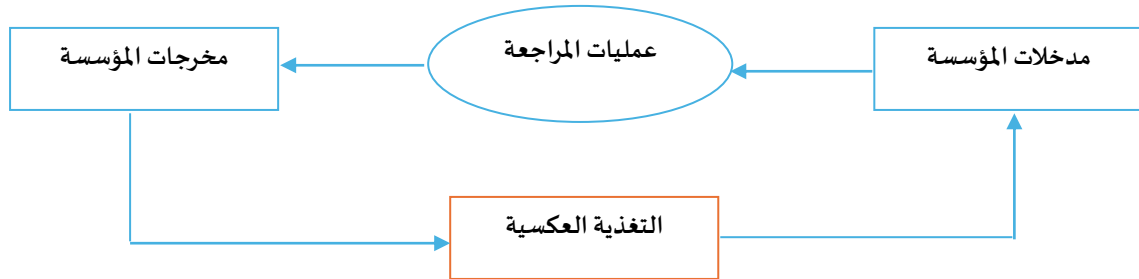 مدخلات المؤسسة
عمليات المراجعة
مخرجات المؤسسة
التغذية العكسية